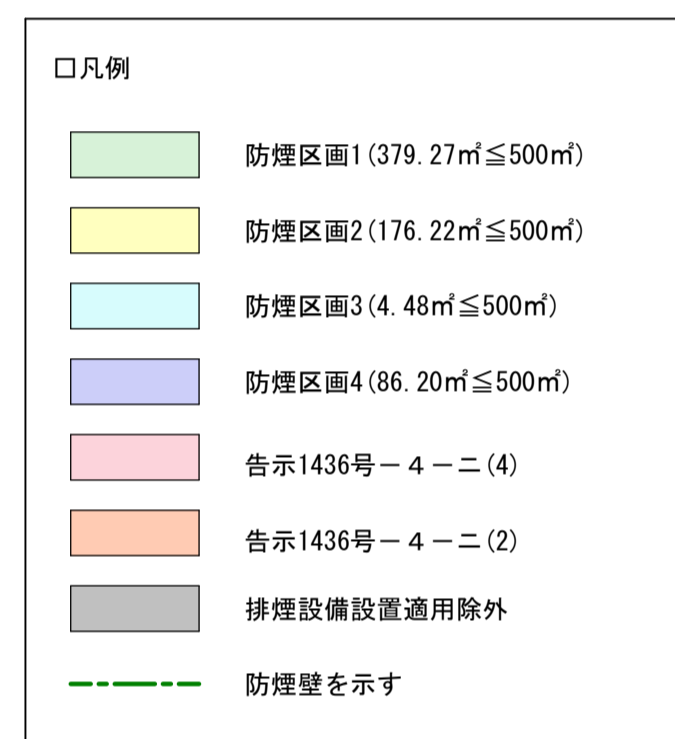 □凡例
防煙区画1(379.27㎡≦500㎡)
防煙区画2(176.22㎡≦500㎡)
防煙区画3(4.48㎡≦500㎡)
防煙区画4(86.20㎡≦500㎡)
告示1436号－４－ニ(4)
告示1436号－４－ニ(2)
排煙設備設置適用除外
防煙壁を示す